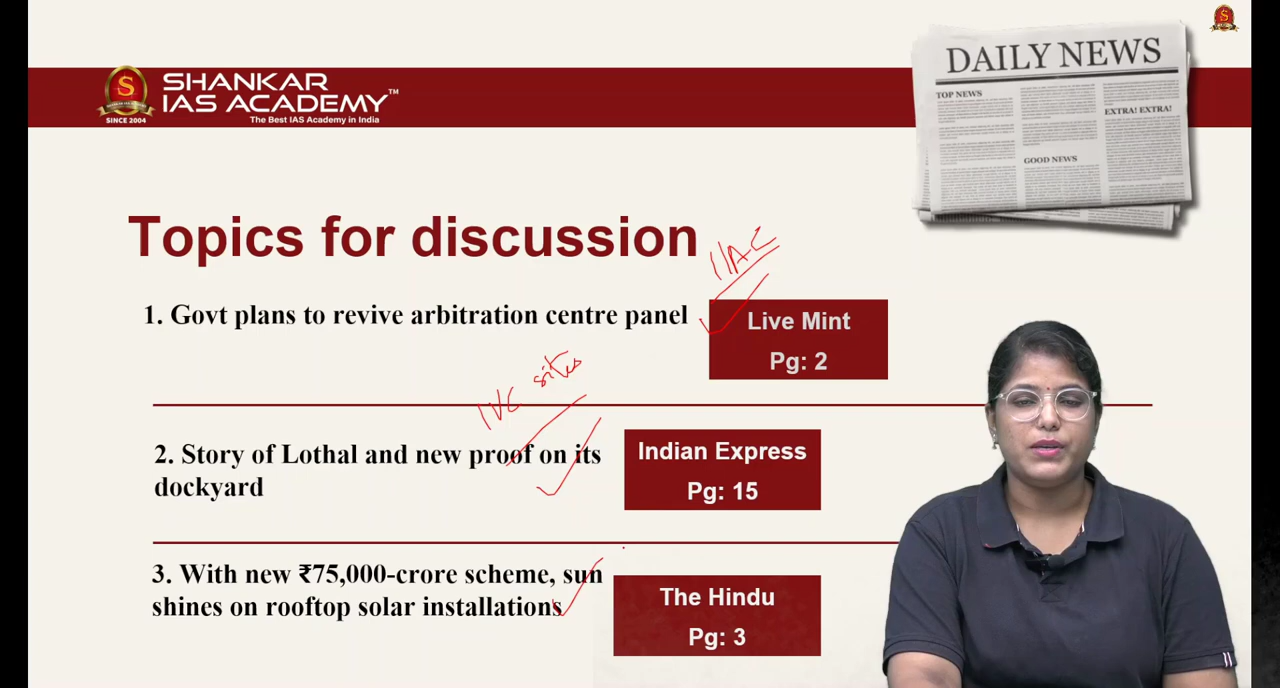 SHANKAR
IAS ACADEMY™
The Best IAS Academy in India
S
SINCE 2004
DAILY NEWS
TOP NEWS
EXTRA! EXTRA!
GOOD NEWS
Topics for discussion
IIAC
1. Govt plans to revive arbitration centre panel
Live Mint
Pg: 2
IVC sites
2. Story of Lothal and new proof on its
dockyard
Indian Express
Pg: 15
3. With new ₹75,000-crore scheme, sun
shines on rooftop solar installations
The Hindu
Pg: 3